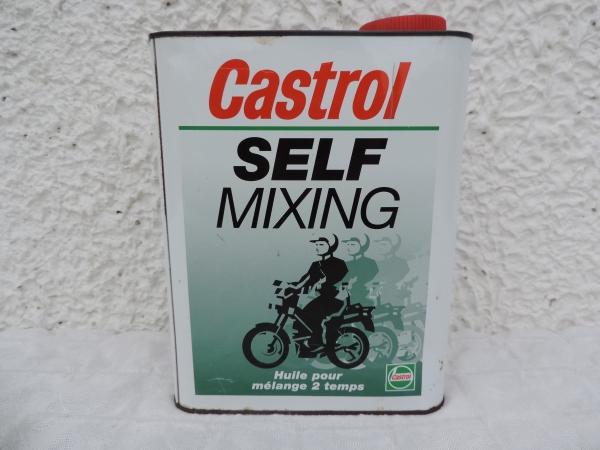 Castrol
SELF
MIXING
Huile pour
mélange 2 temps
Castrol